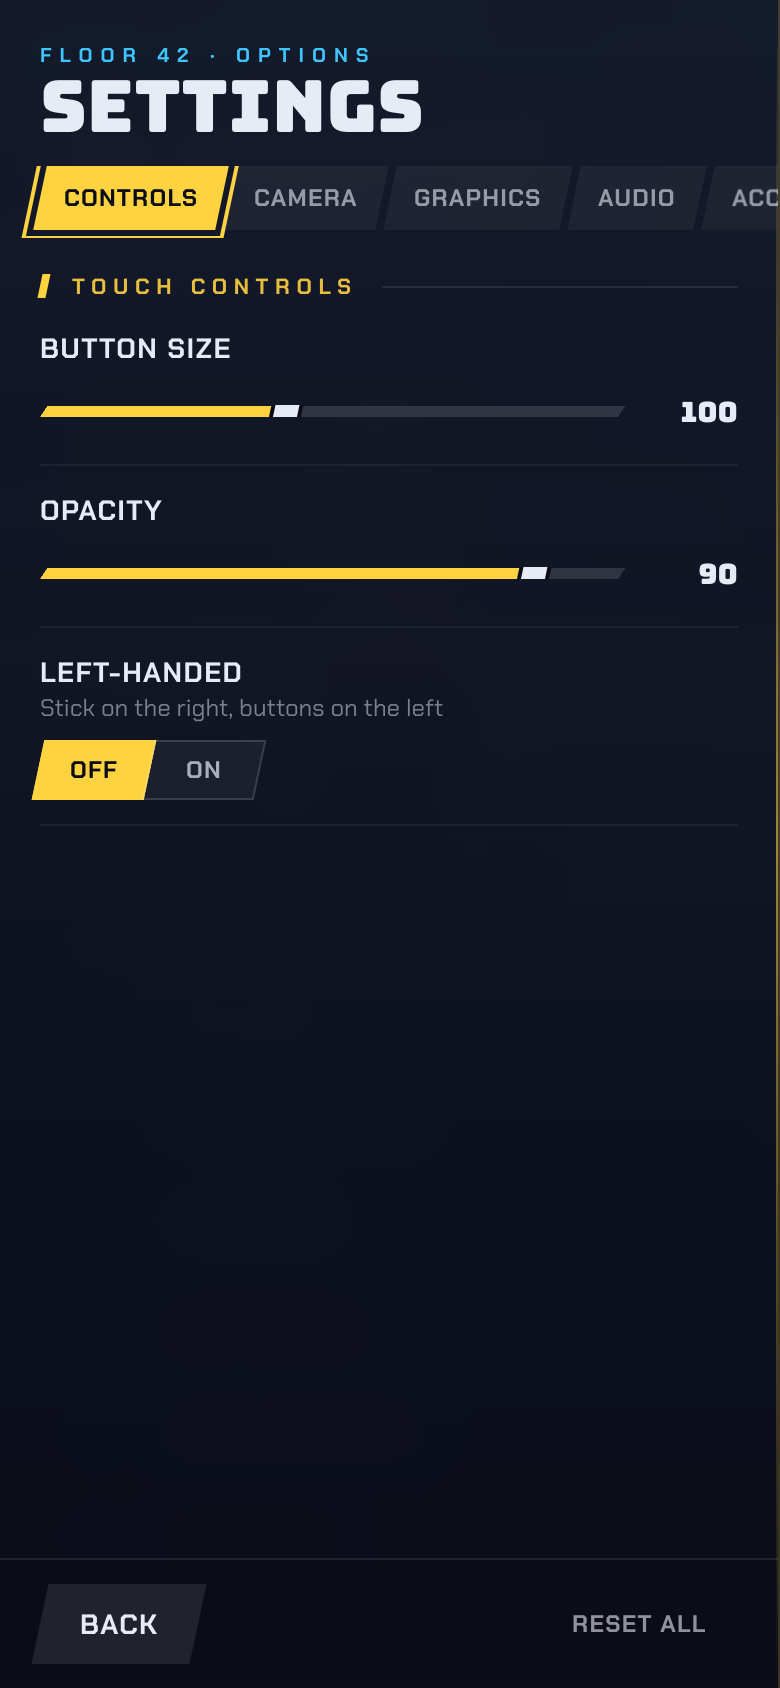 FLOOR 42 · OPTIONS
SETTINGS
CONTROLS CAMERA GRAPHICS AUDIO
TOUCH CONTROLS
BUTTON SIZE
100
OPACITY
90
LEFT-HANDED
Stick on the right, buttons on the left
OFF ON
BACK RESET ALL